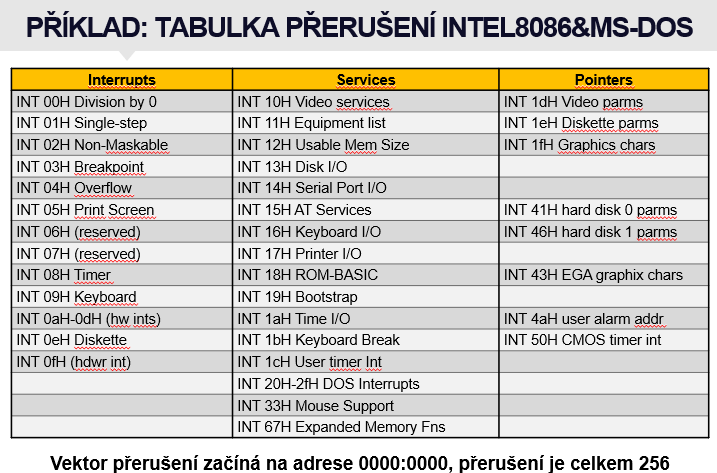 PŘÍKLAD: TABULKA PŘERUŠENÍ INTEL8086&MS-DOS
Interrupts Services Pointers
INT 00H Division by 0 INT 10H Video services INT 1dH Video parms
INT 01H Single-step INT 11H Equipment list INT 1eH Diskette parms
INT 02H Non-Maskable INT 12H Usable Mem Size INT 1fH Graphics chars
INT 03H Breakpoint INT 13H Disk I/O
INT 04H Overflow INT 14H Serial Port I/O
INT 05H Print Screen INT 15H AT Services INT 41H hard disk 0 parms
INT 06H (reserved) INT 16H Keyboard I/O INT 46H hard disk 1 parms
INT 07H (reserved) INT 17H Printer I/O
INT 08H Timer INT 18H ROM-BASIC INT 43H EGA graphix chars
INT 09H Keyboard INT 19H Bootstrap
INT 0aH-0dH (hw ints) INT 1aH Time I/O INT 4aH user alarm addr
INT 0eH Diskette INT 1bH Keyboard Break INT 50H CMOS timer int
INT 0fH (hdwr int) INT 1cH User timer Int
INT 20H-2fH DOS Interrupts
INT 33H Mouse Support
INT 67H Expanded Memory Fns
Vektor přerušení začíná na adrese 0000:0000, přerušení je celkem 256